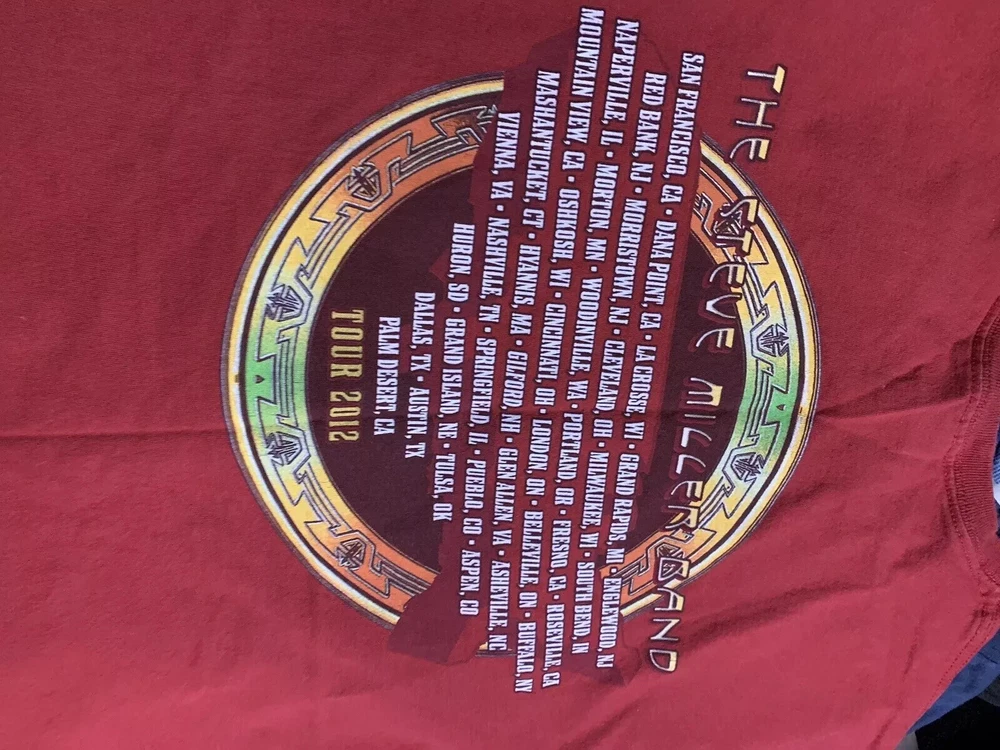 THE STEVE MILLER BAND
SAN FRANCISCO, CA • DANA POINT, CA • LA CROSSE, WI • GRAND RAPIDS, MI • ENGLEWOOD, NJ
RED BANK, NJ • MORRISTOWN, NJ • CLEVELAND, OH • MILWAUKEE, WI • SOUTH BEND, IN
NAPERVILLE, IL • MORTON, MN • WOODINVILLE, WA • PORTLAND, OR • FRESNO, CA • ROSEVILLE, CA
MOUNTAIN VIEW, CA • OSHKOSH, WI • CINCINNATI, OH • LONDON, ON • BELLEVILLE, ON • BUFFALO, NY
MASHANTUCKET, CT • HYANNIS, MA • GILFORD, NH • GLEN ALLEN, VA • ASHEVILLE, NC
VIENNA, VA • NASHVILLE, TN • SPRINGFIELD, IL • PUEBLO, CO • ASPEN, CO
HURON, SD • GRAND ISLAND, NE • TULSA, OK
DALLAS, TX • AUSTIN, TX
PALM DESERT, CA
TOUR 2012